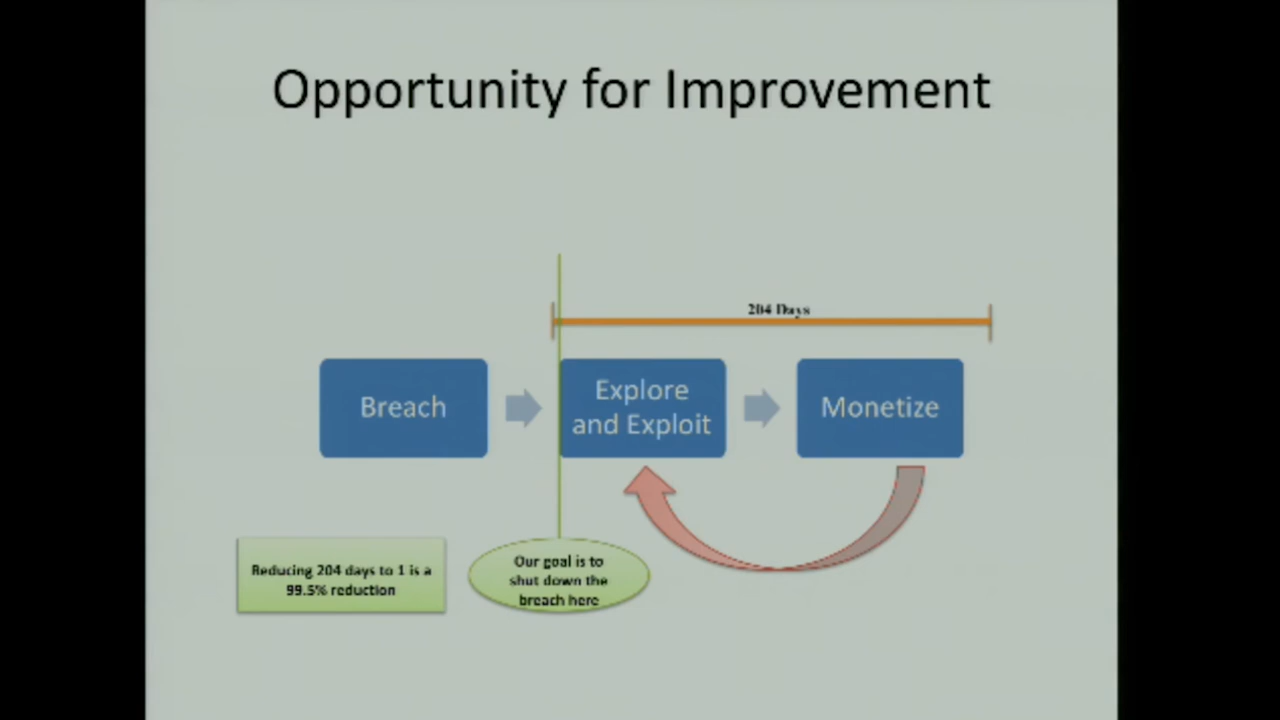 Opportunity for Improvement
204 Days
Breach
Explore
and Exploit
Monetize
Reducing 204 days to 1 is a
99.5% reduction
Our goal is to
shut down the
breach here